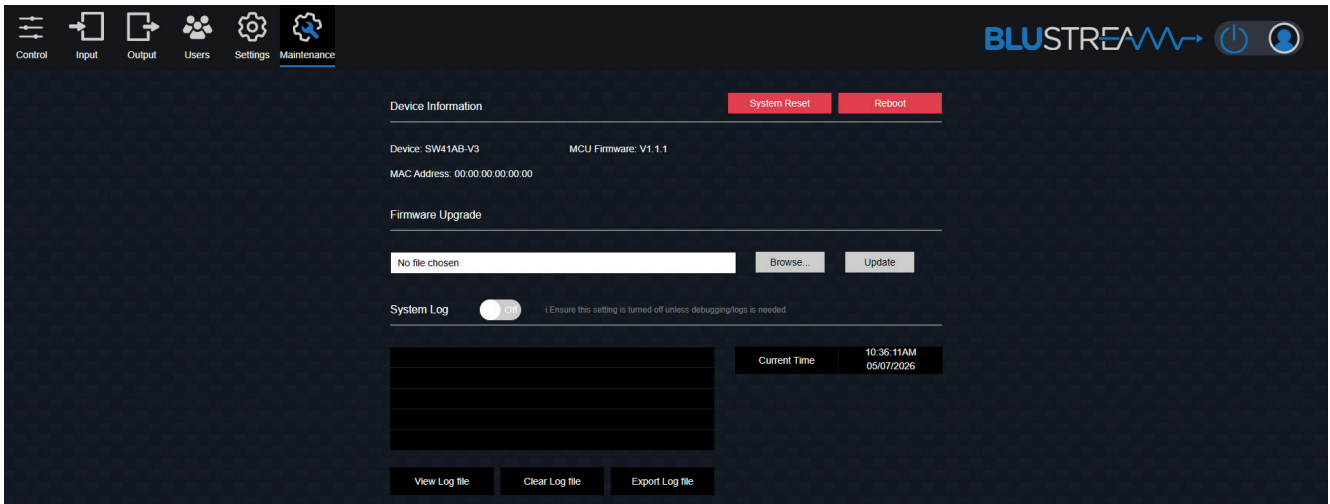 Control Input Output Users Settings Maintenance
BLUSTREAM
Device Information
System Reset Reboot
Device: SW41AB-V3 MCU Firmware: V1.1.1
MAC Address: 00:00:00:00:00:00
Firmware Upgrade
No file chosen Browse... Update
System Log Off i.Ensure this setting is turned off unless debugging/logs is needed.
Current Time 10:36:11AM
05/07/2026
View Log file Clear Log file Export Log file